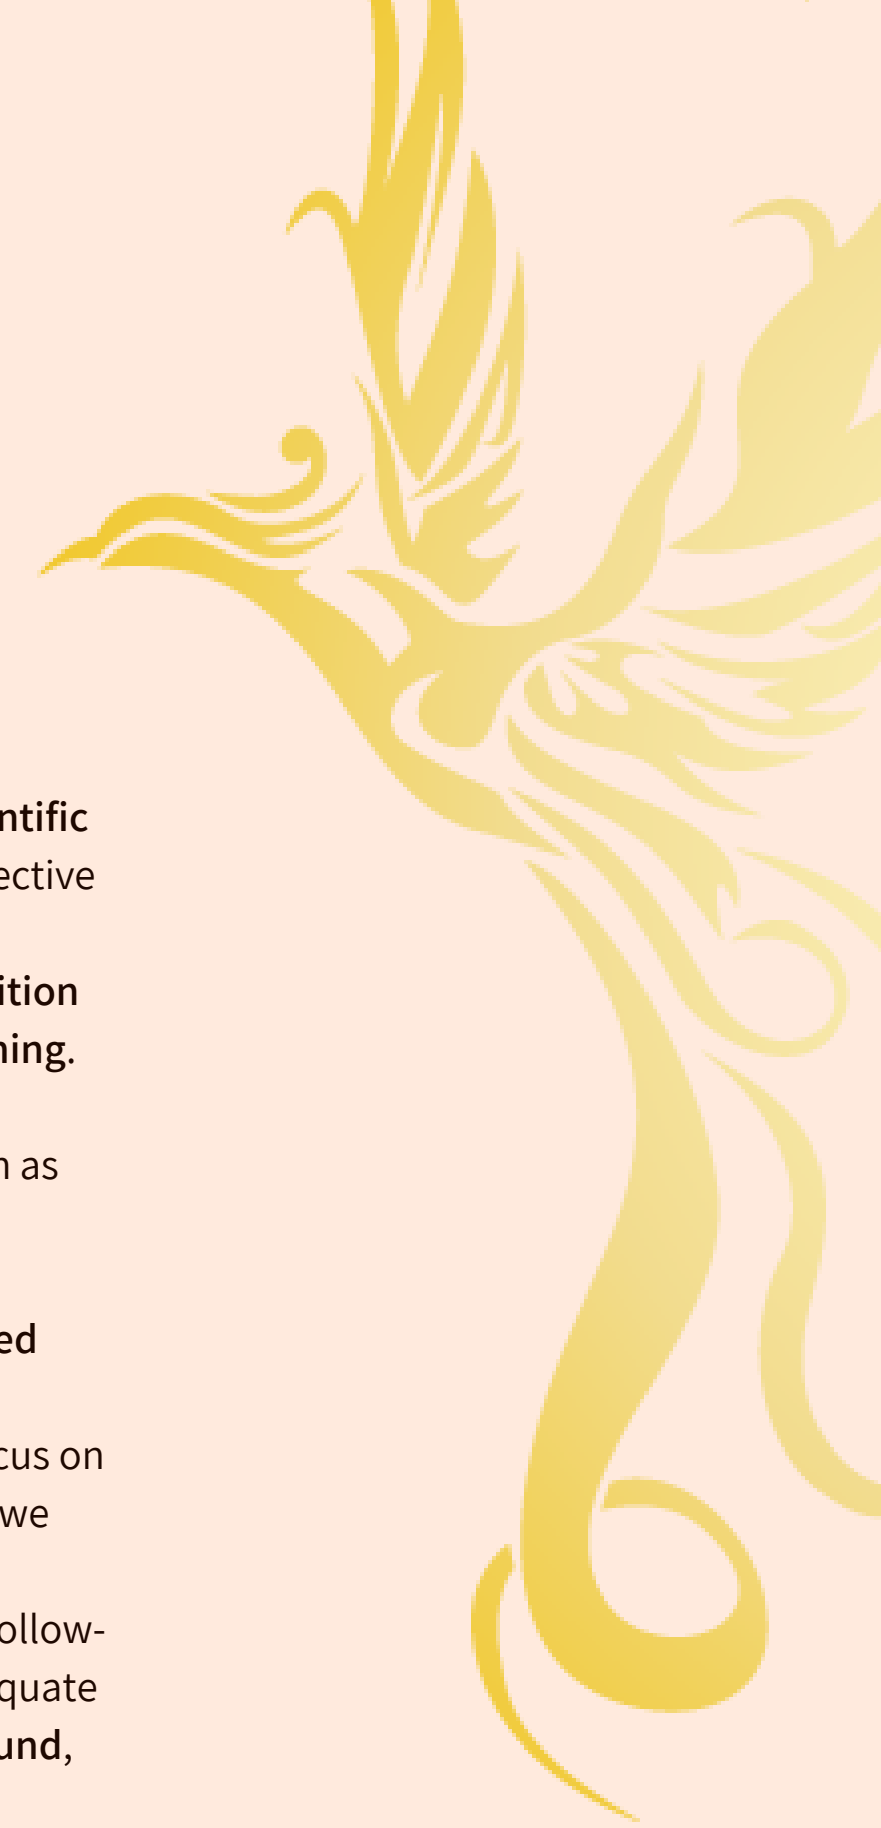 ntific
ective
ition
ning.
n as
ed
cus on
we
ollow-
quate
und,